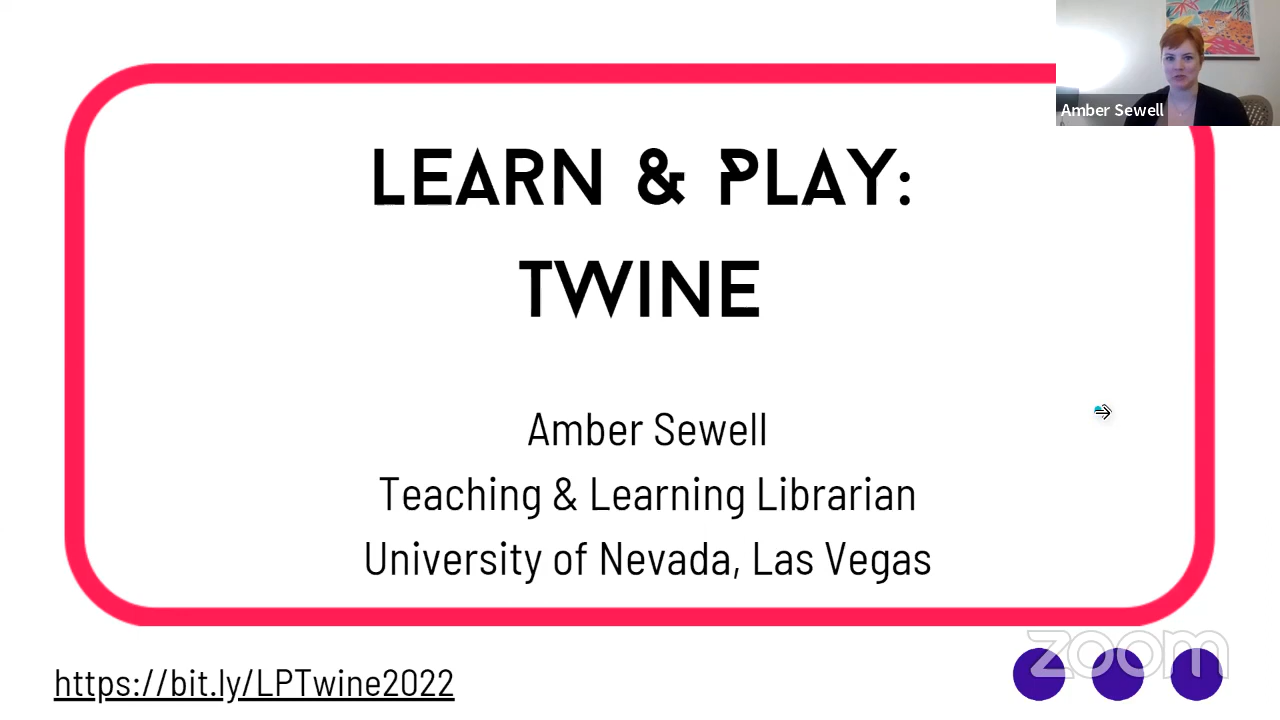 Amber Sewell
LEARN & PLAY:
TWINE
Amber Sewell
Teaching & Learning Librarian
University of Nevada, Las Vegas
https://bit.ly/LPTwine2022
zoom